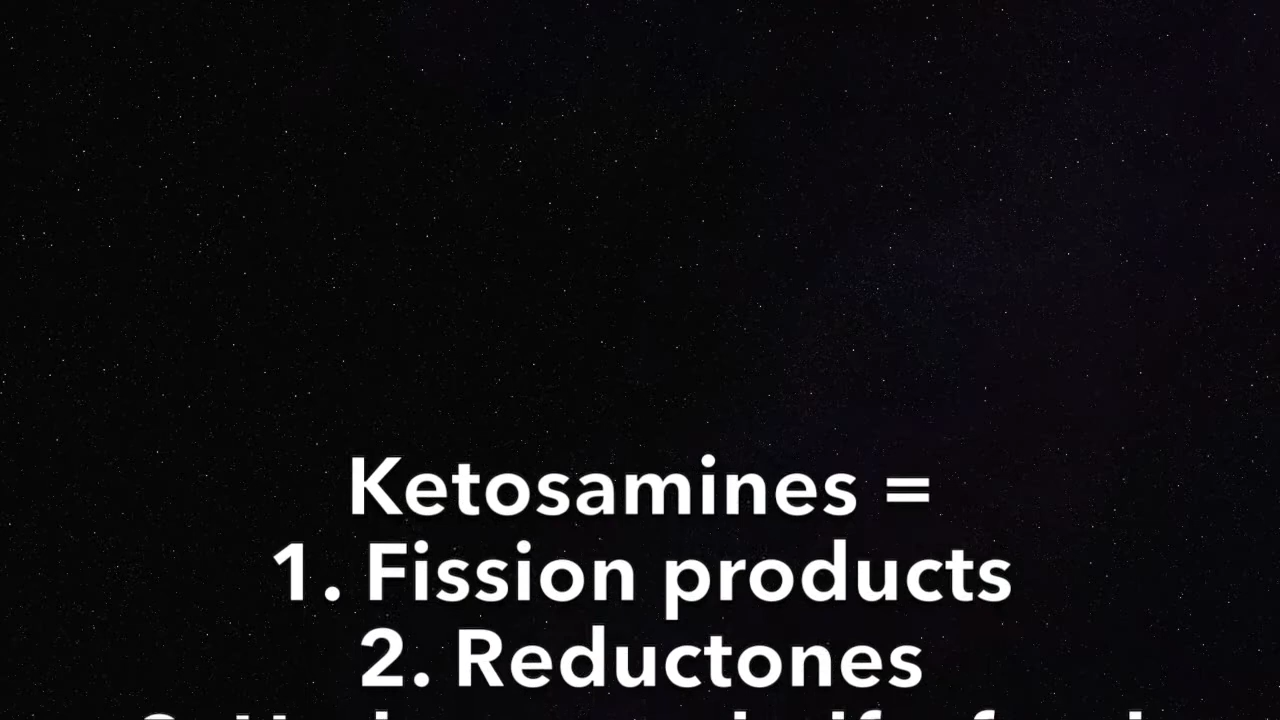 Ketosamines =
1. Fission products
2. Reductones